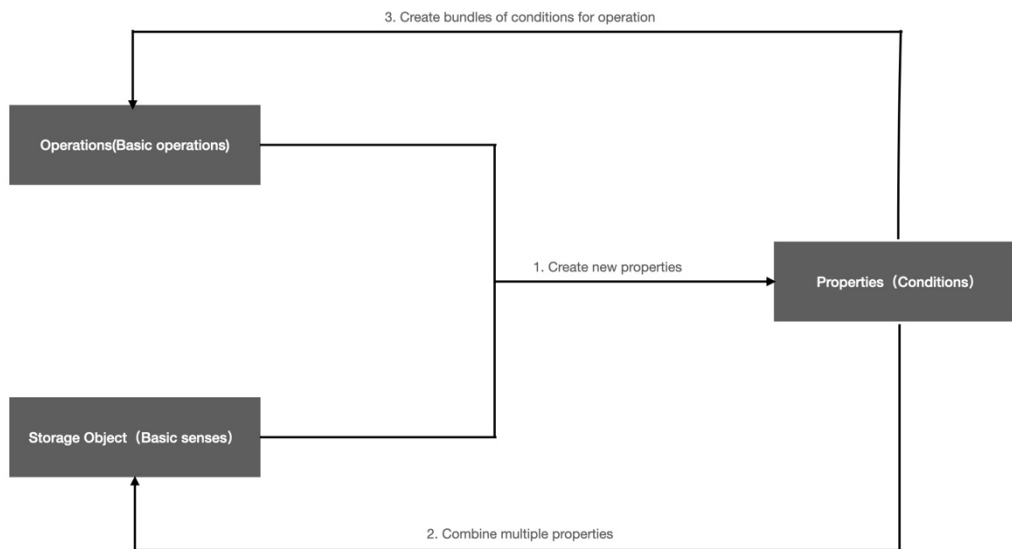 3. Create bundles of conditions for operation
Operations(Basic operations)
1. Create new properties
Properties（Conditions）
Storage Object（Basic senses）
2. Combine multiple properties